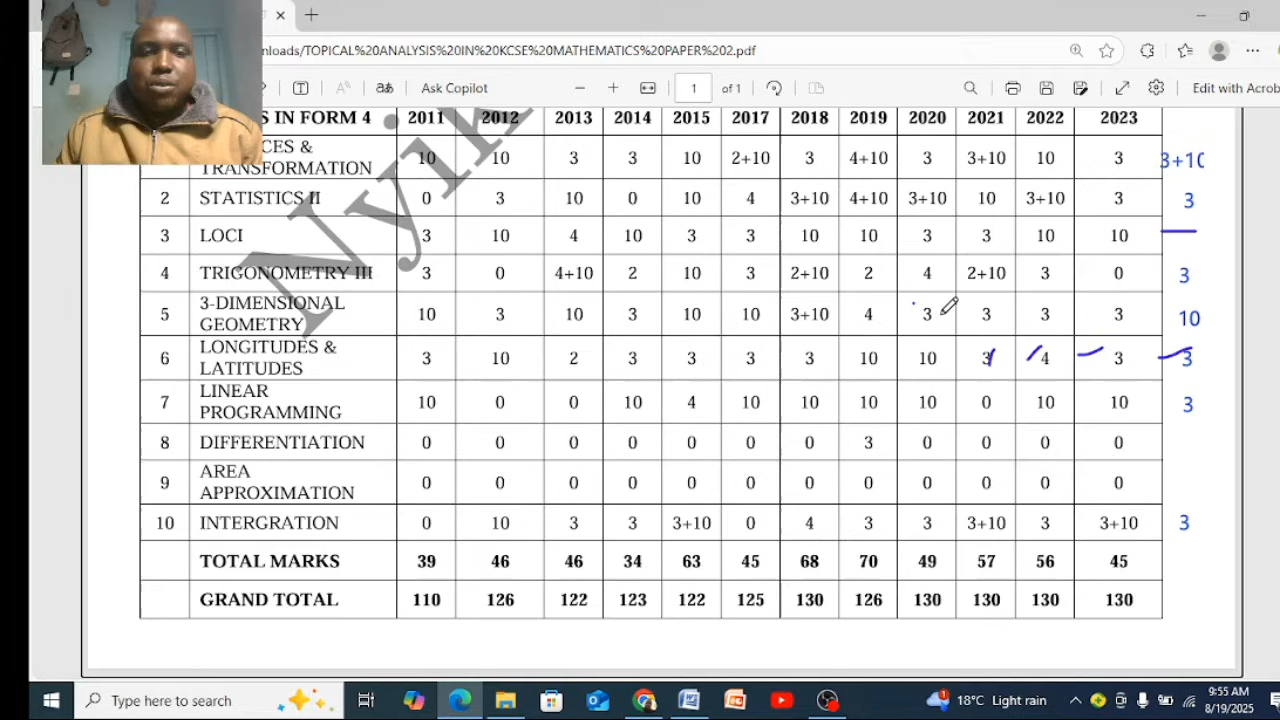 nloads/TOPICAL%20ANALYSIS%20IN%20KCSE%20MATHEMATICS%20PAPER%202.pdf
Ask Copilot 1 of 1 Edit with Acrob
S IN FORM 4 2011 2012 2013 2014 2015 2017 2018 2019 2020 2021 2022 2023
CES &
TRANSFORMATION 10 10 3 3 10 2+10 3 4+10 3 3+10 10 3 3+10
2 STATISTICS II 0 3 10 0 10 4 3+10 4+10 3+10 10 3+10 3 3
3 LOCI 3 10 4 10 3 3 10 10 3 3 10 10
4 TRIGONOMETRY III 3 0 4+10 2 10 3 2+10 2 4 2+10 3 0 3
5 3-DIMENSIONAL
GEOMETRY 10 3 10 3 10 10 3+10 4 3 3 3 3 10
6 LONGITUDES &
LATITUDES 3 10 2 3 3 3 3 10 10 3 4 3 3
7 LINEAR
PROGRAMMING 10 0 0 10 4 10 10 10 10 0 10 10 3
8 DIFFERENTIATION 0 0 0 0 0 0 0 3 0 0 0 0
9 AREA
APPROXIMATION 0 0 0 0 0 0 0 0 0 0 0 0
10 INTERGRATION 0 10 3 3 3+10 0 4 3 3 3+10 3 3+10 3
TOTAL MARKS 39 46 46 34 63 45 68 70 49 57 56 45
GRAND TOTAL 110 126 122 123 122 125 130 126 130 130 130 130
Nyik
Type here to search 18°C Light rain 9:55 AM
8/19/2025